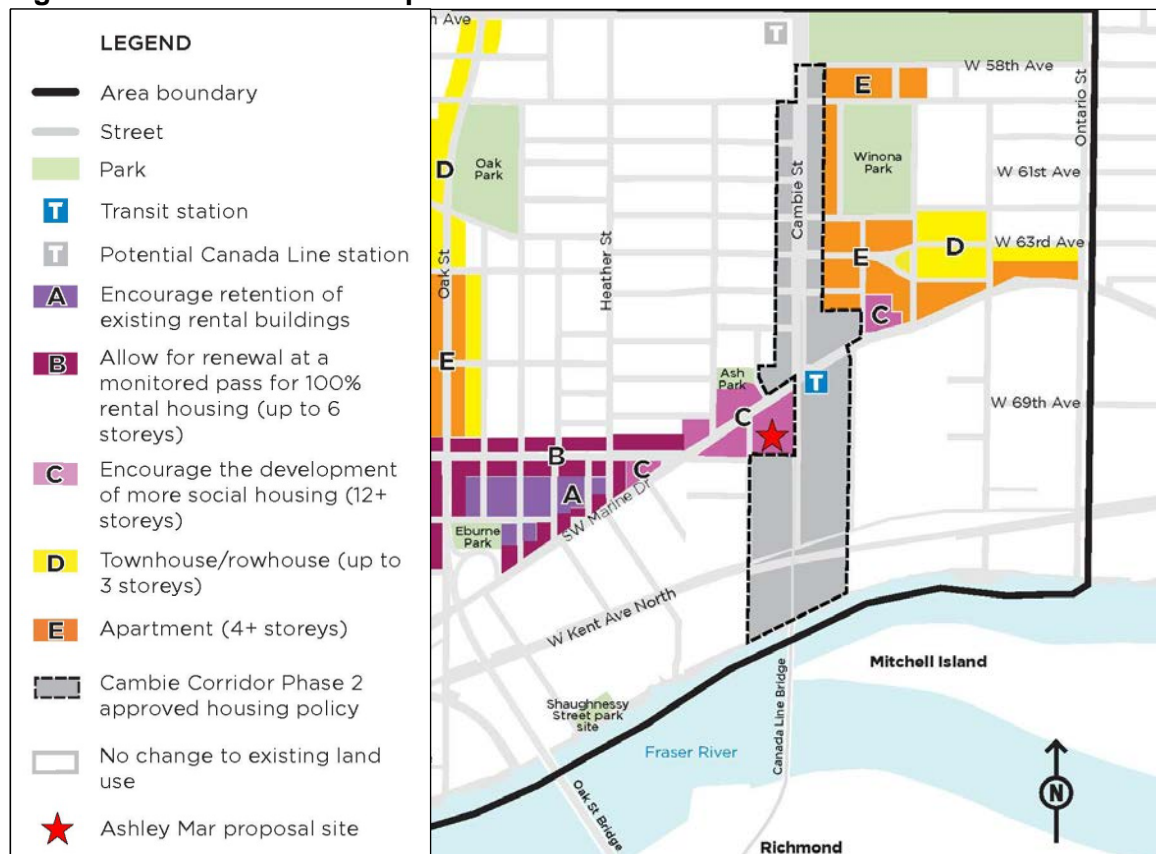 LEGEND
Area boundary
Street
Park
T
Transit station
T
Potential Canada Line station
A
Encourage retention of
existing rental buildings
B
Allow for renewal at a
monitored pass for 100%
rental housing (up to 6
storeys)
C
Encourage the development
of more social housing (12+
storeys)
D
Townhouse/rowhouse (up to
3 storeys)
E
Apartment (4+ storeys)
Cambie Corridor Phase 2
approved housing policy
No change to existing land
use
Ashley Mar proposal site
h Ave
T
W 58th Ave
E
Ontario St
Oak
Park
D
Winona
Park
W 61st Ave
Cambie St
Heather St
Oak St
W 63rd Ave
D
E
C
E
Ash
Park
T
W 69th Ave
C
B
C
A
SW Marine Dr
Eburne
Park
W Kent Ave North
Mitchell Island
Shaughnessy
Street park
site
Canada Line Bridge
Fraser River
Oak St Bridge
N
Richmond